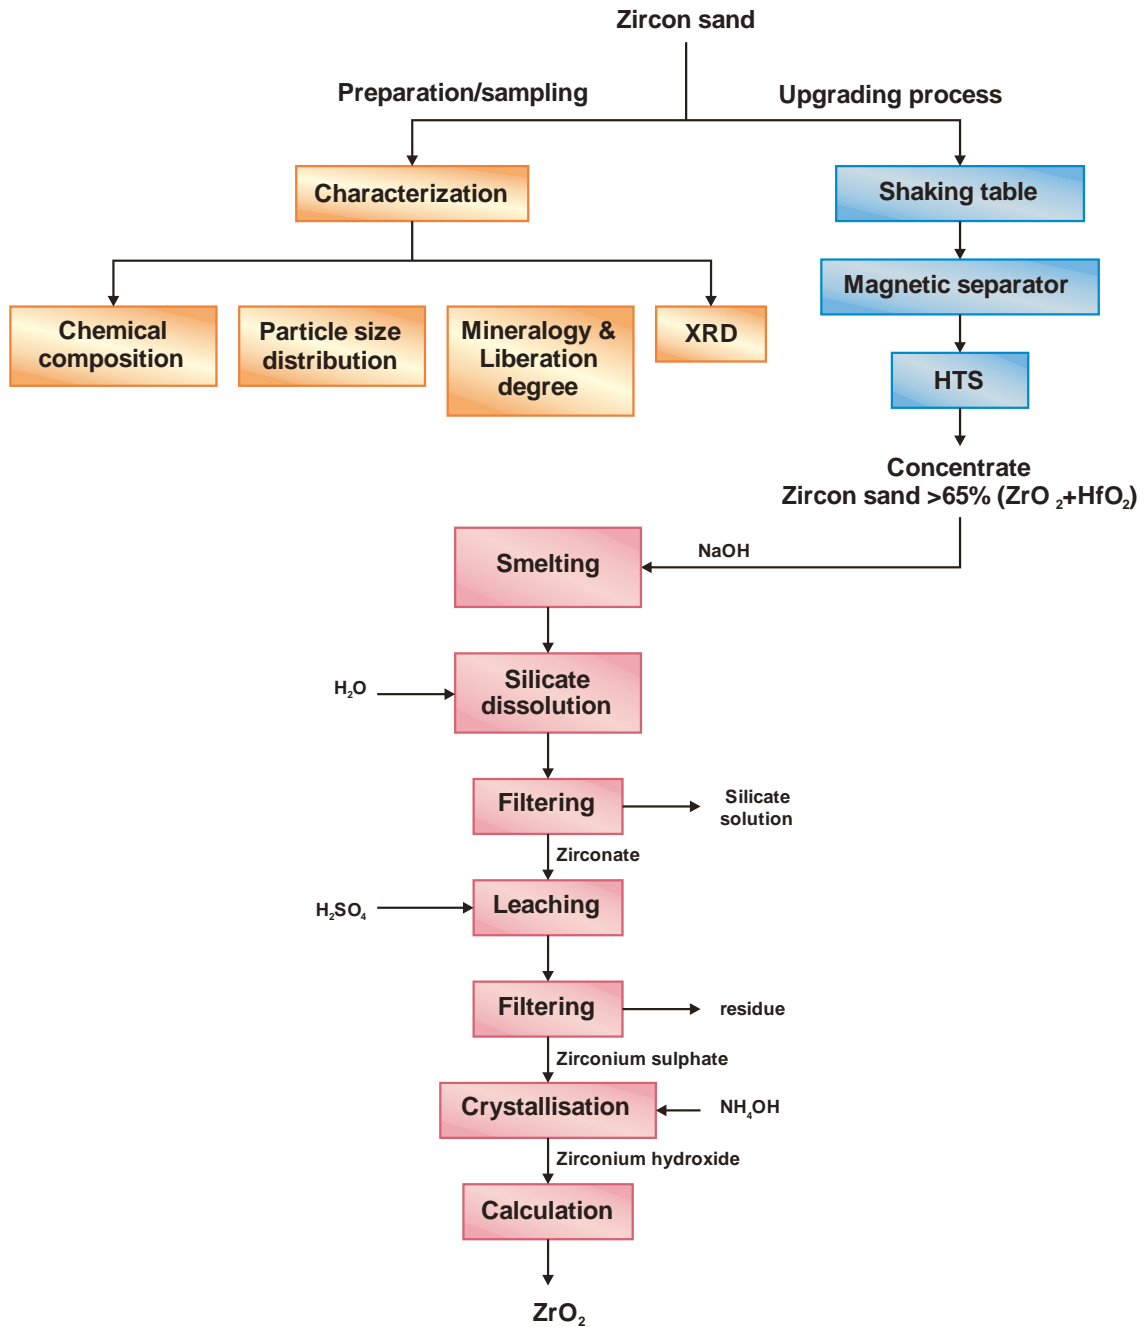 Zircon sand
Preparation/sampling
Upgrading process
Characterization
Shaking table
Magnetic separator
Chemical
composition
Particle size
distribution
Mineralogy &
Liberation
degree
XRD
HTS
Concentrate
Zircon sand >65% (ZrO₂+HfO₂)
NaOH
Smelting
H₂O
Silicate
dissolution
Filtering
Silicate
solution
Zirconate
H₂SO₄
Leaching
Filtering
residue
Zirconium sulphate
Crystallisation
NH₄OH
Zirconium hydroxide
Calculation
ZrO₂